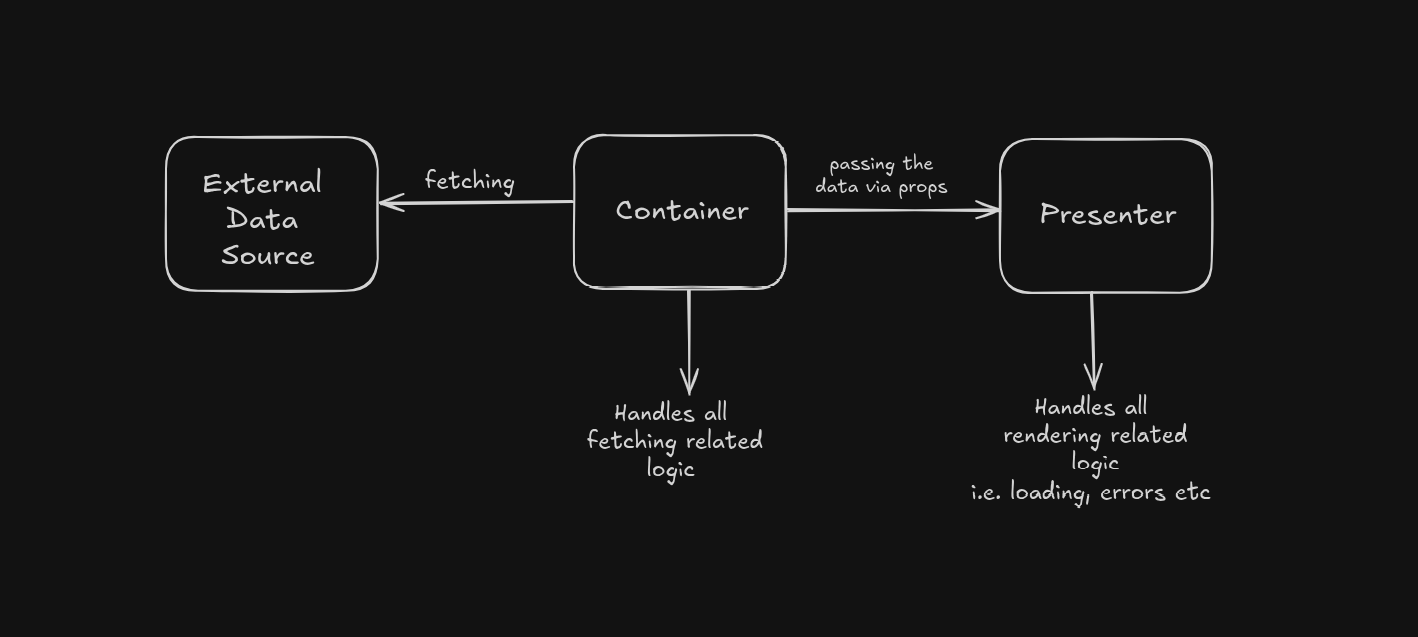 External
Data
Source
fetching
Container
passing the
data via props
Presenter
Handles all
fetching related
logic
Handles all
rendering related
logic
i.e. loading, errors etc